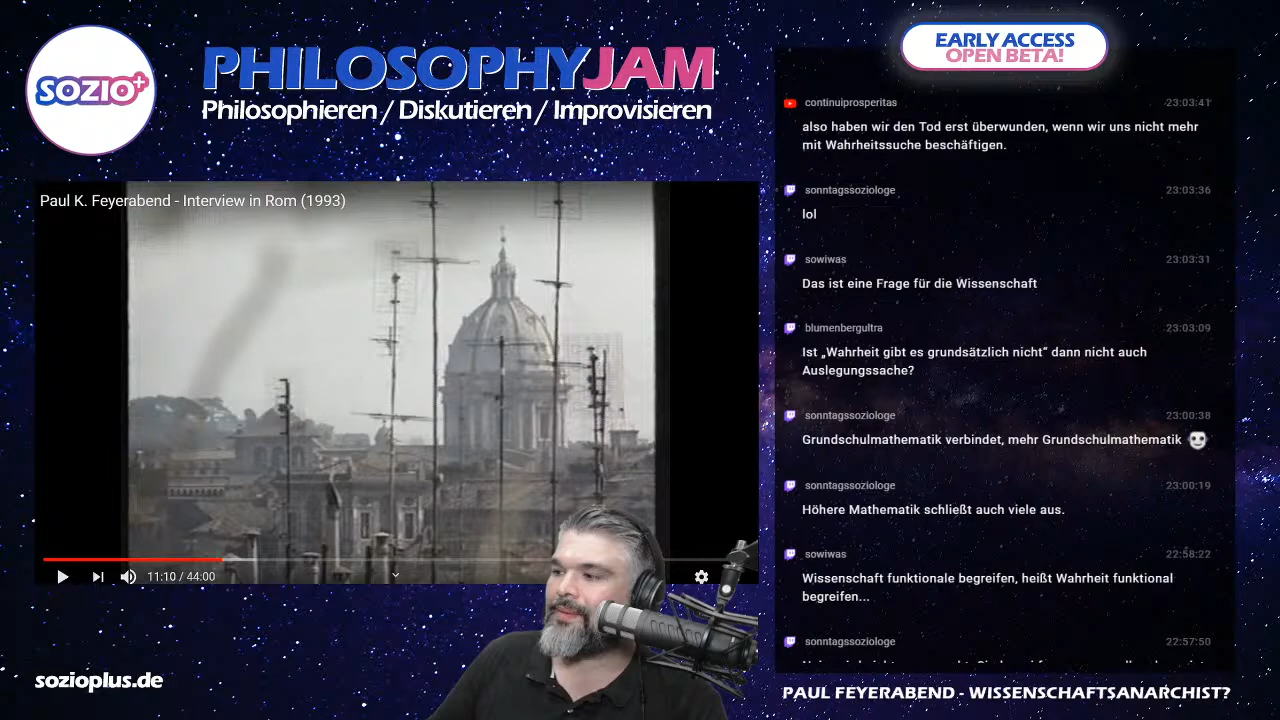 SOZIO+
PHILOSOPHYJAM
Philosophieren / Diskutieren / Improvisieren
EARLY ACCESS
OPEN BETA!
Paul K. Feyerabend - Interview in Rom (1993)
11:10 / 44:00
continuiprosperitas 23:03:41
also haben wir den Tod erst überwunden, wenn wir uns nicht mehr
mit Wahrheitssuche beschäftigen.
sonntagssoziologe 23:03:36
lol
sowiwas 23:03:31
Das ist eine Frage für die Wissenschaft
blumenbergultra 23:03:09
Ist „Wahrheit gibt es grundsätzlich nicht“ dann nicht auch
Auslegungssache?
sonntagssoziologe 23:00:38
Grundschulmathematik verbindet, mehr Grundschulmathematik
sonntagssoziologe 23:00:19
Höhere Mathematik schließt auch viele aus.
sowiwas 22:58:22
Wissenschaft funktionale begreifen, heißt Wahrheit funktional
begreifen...
sonntagssoziologe 22:57:50
sozioplus.de
PAUL FEYERABEND - WISSENSCHAFTSANARCHIST?